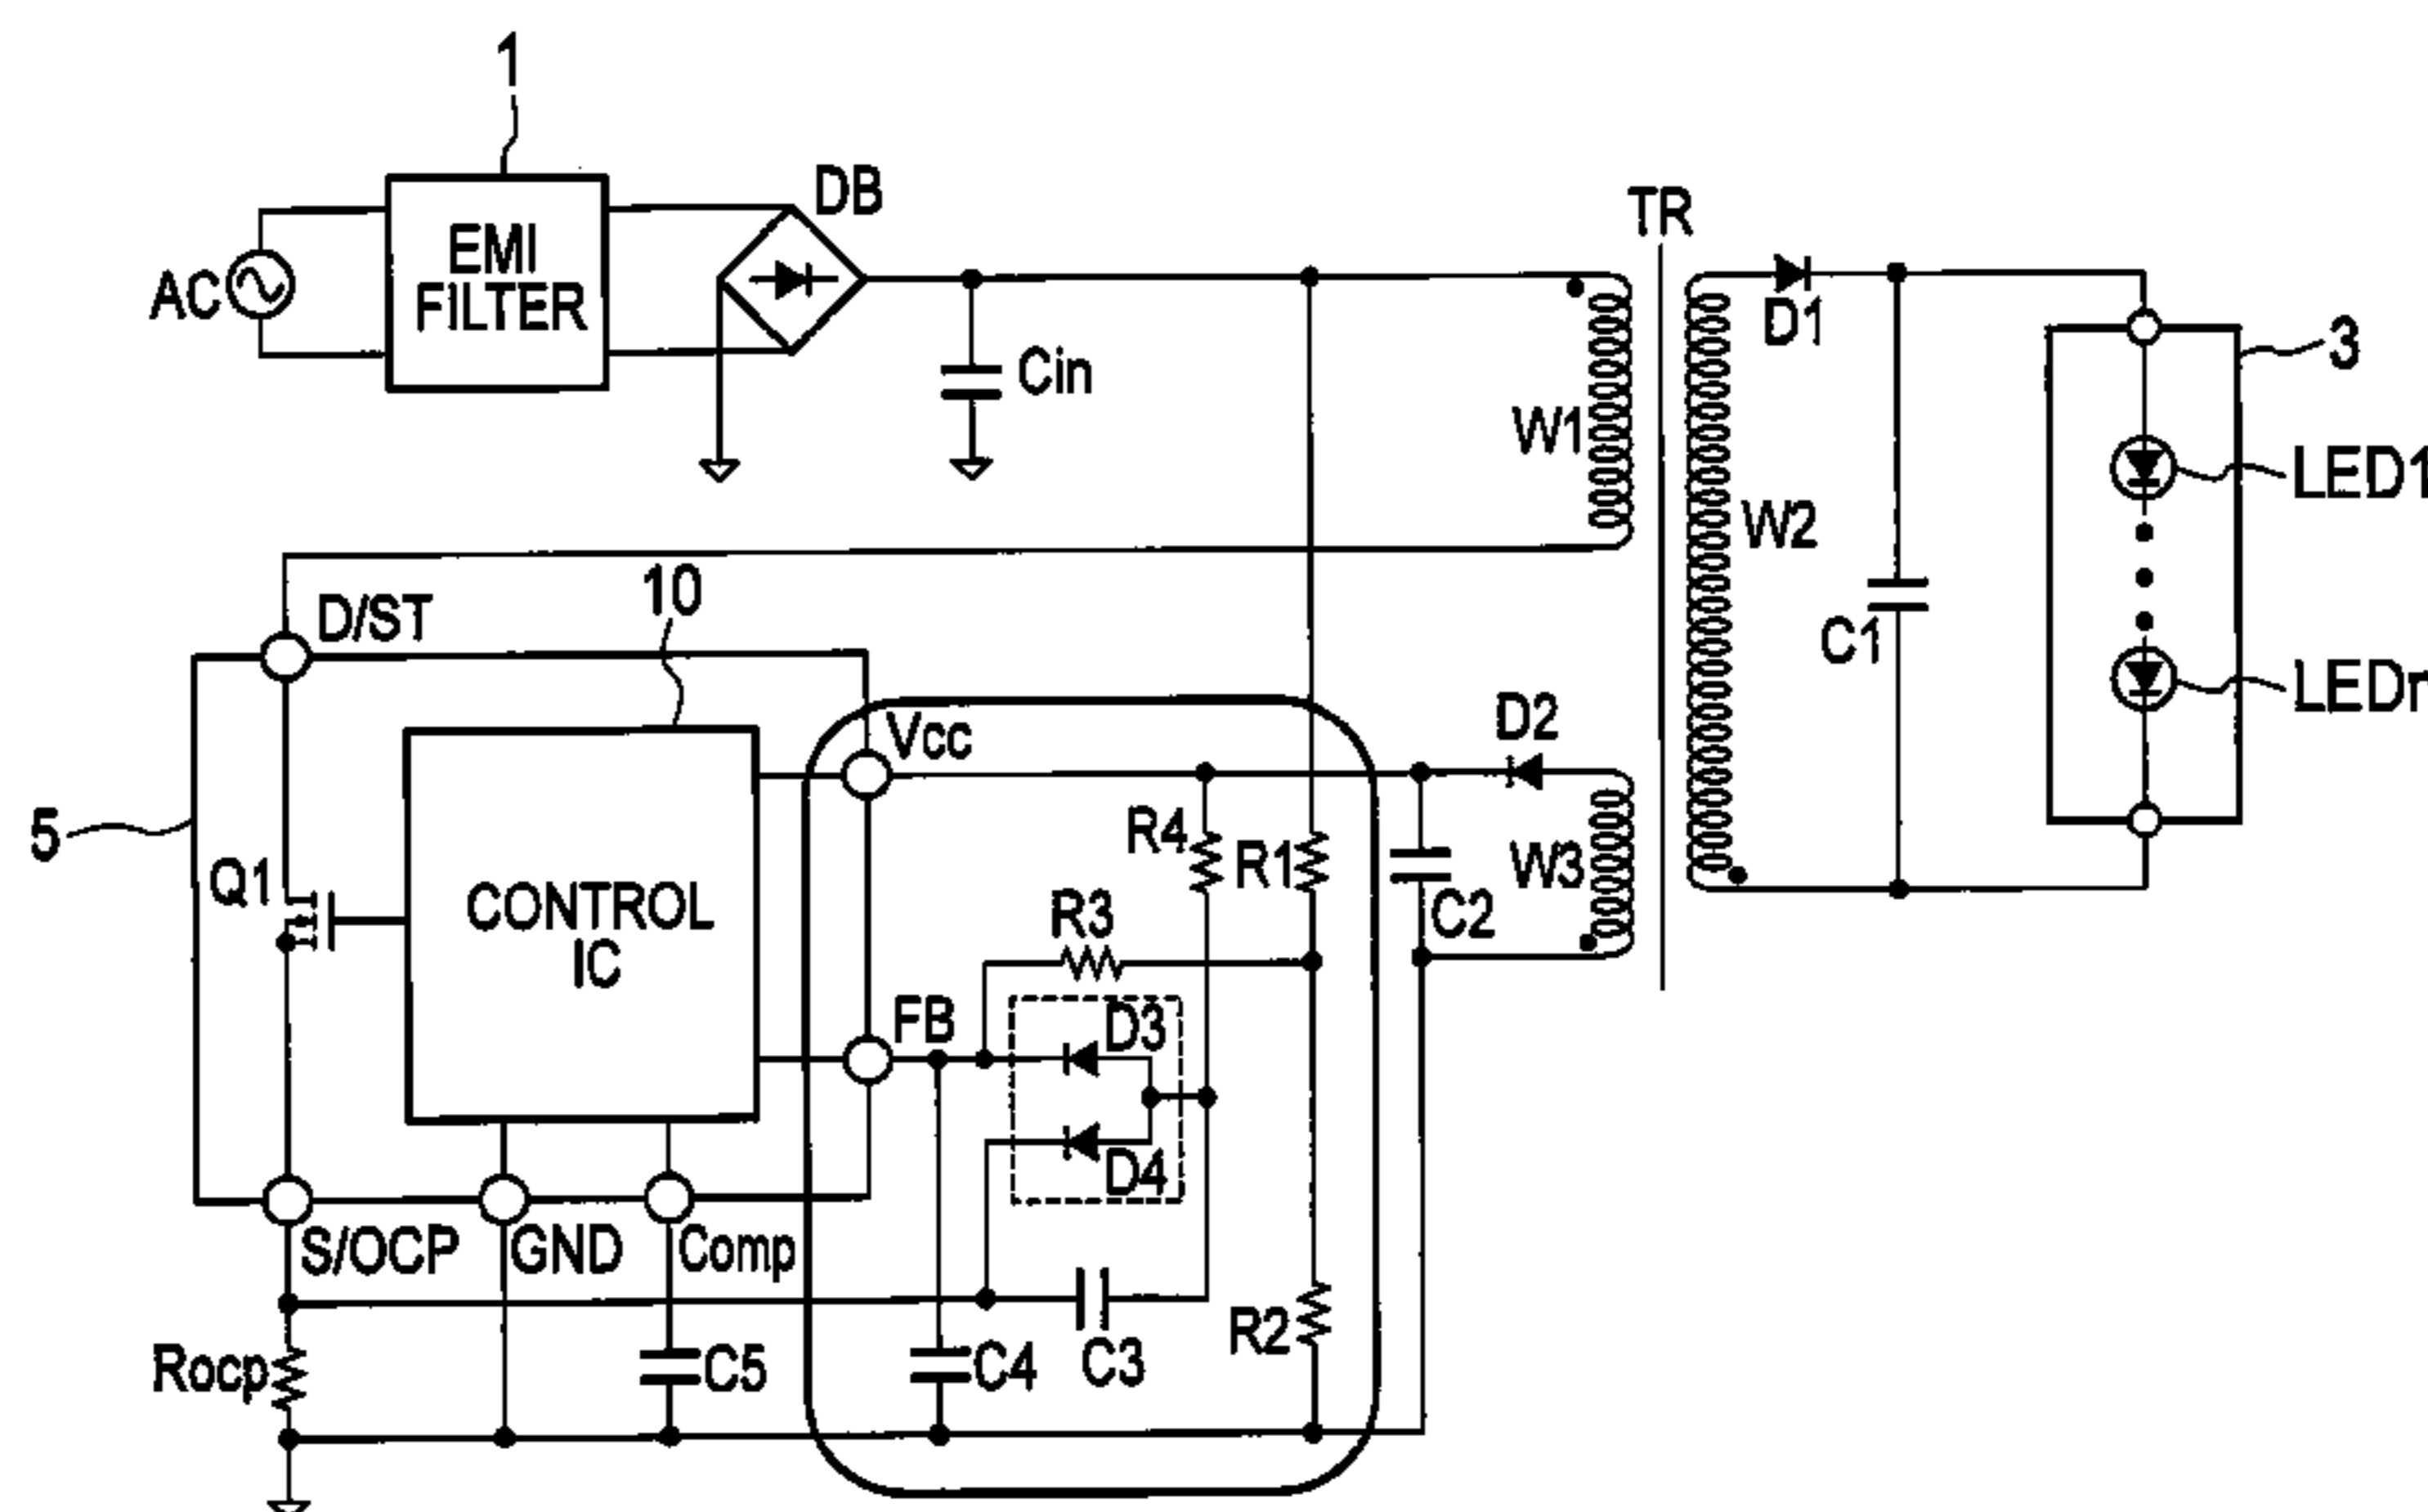 1
DB
TR
EMI
FILTER
AC
D1
3
Cin
W1
LED1
W2
10
D/ST
C1
Vcc
D2
5
R4
R1
W3
Q1
CONTROL
IC
R3
C2
FB
D3
D4
S/OCP
GND
Comp
R2
Rocp
C5
C4
C3